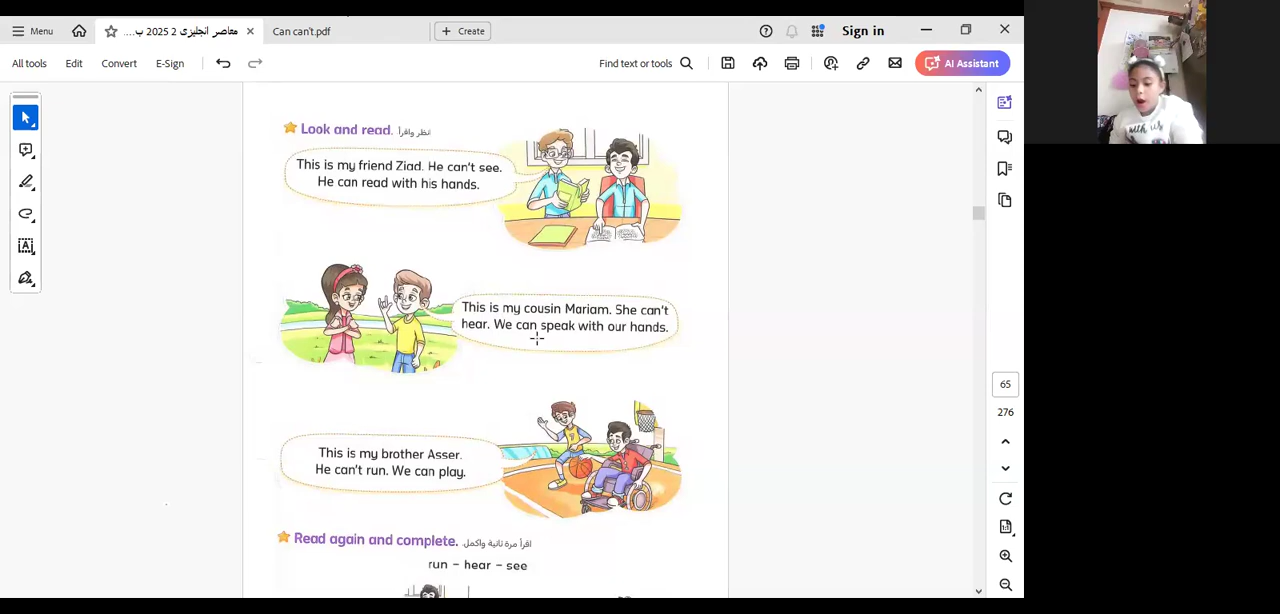 Menu
معاصر انجليزى 2 2025 ب...
Can can't.pdf
Create
Sign in
All tools
Edit
Convert
E-Sign
Find text or tools
AI Assistant
Look and read. انظر واقرأ
This is my friend Ziad. He can't see.
He can read with his hands.
This is my cousin Mariam. She can't
hear. We can speak with our hands.
This is my brother Asser.
He can't run. We can play.
Read again and complete. اقرأ مرة ثانية واكمل.
run – hear – see
65
276
with us